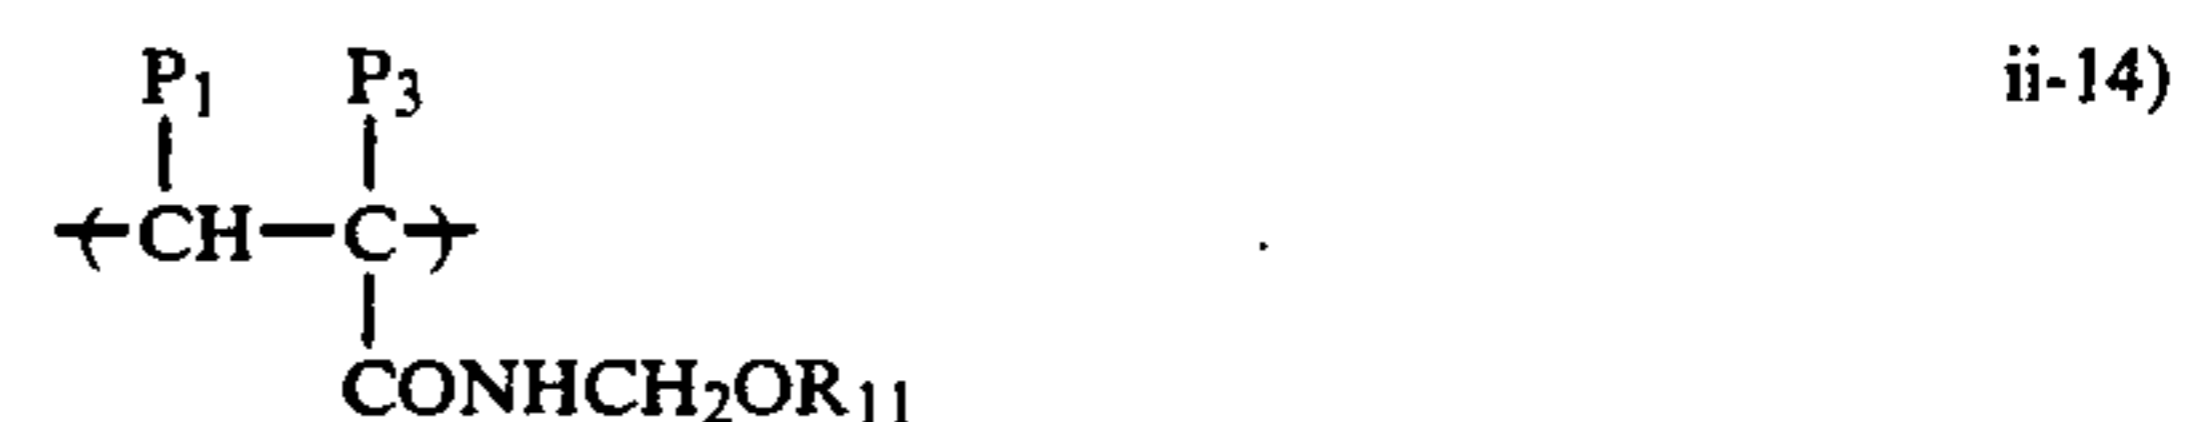 P₁ P₃ ii-14)
-(CH—C)-
CONHCH₂OR₁₁